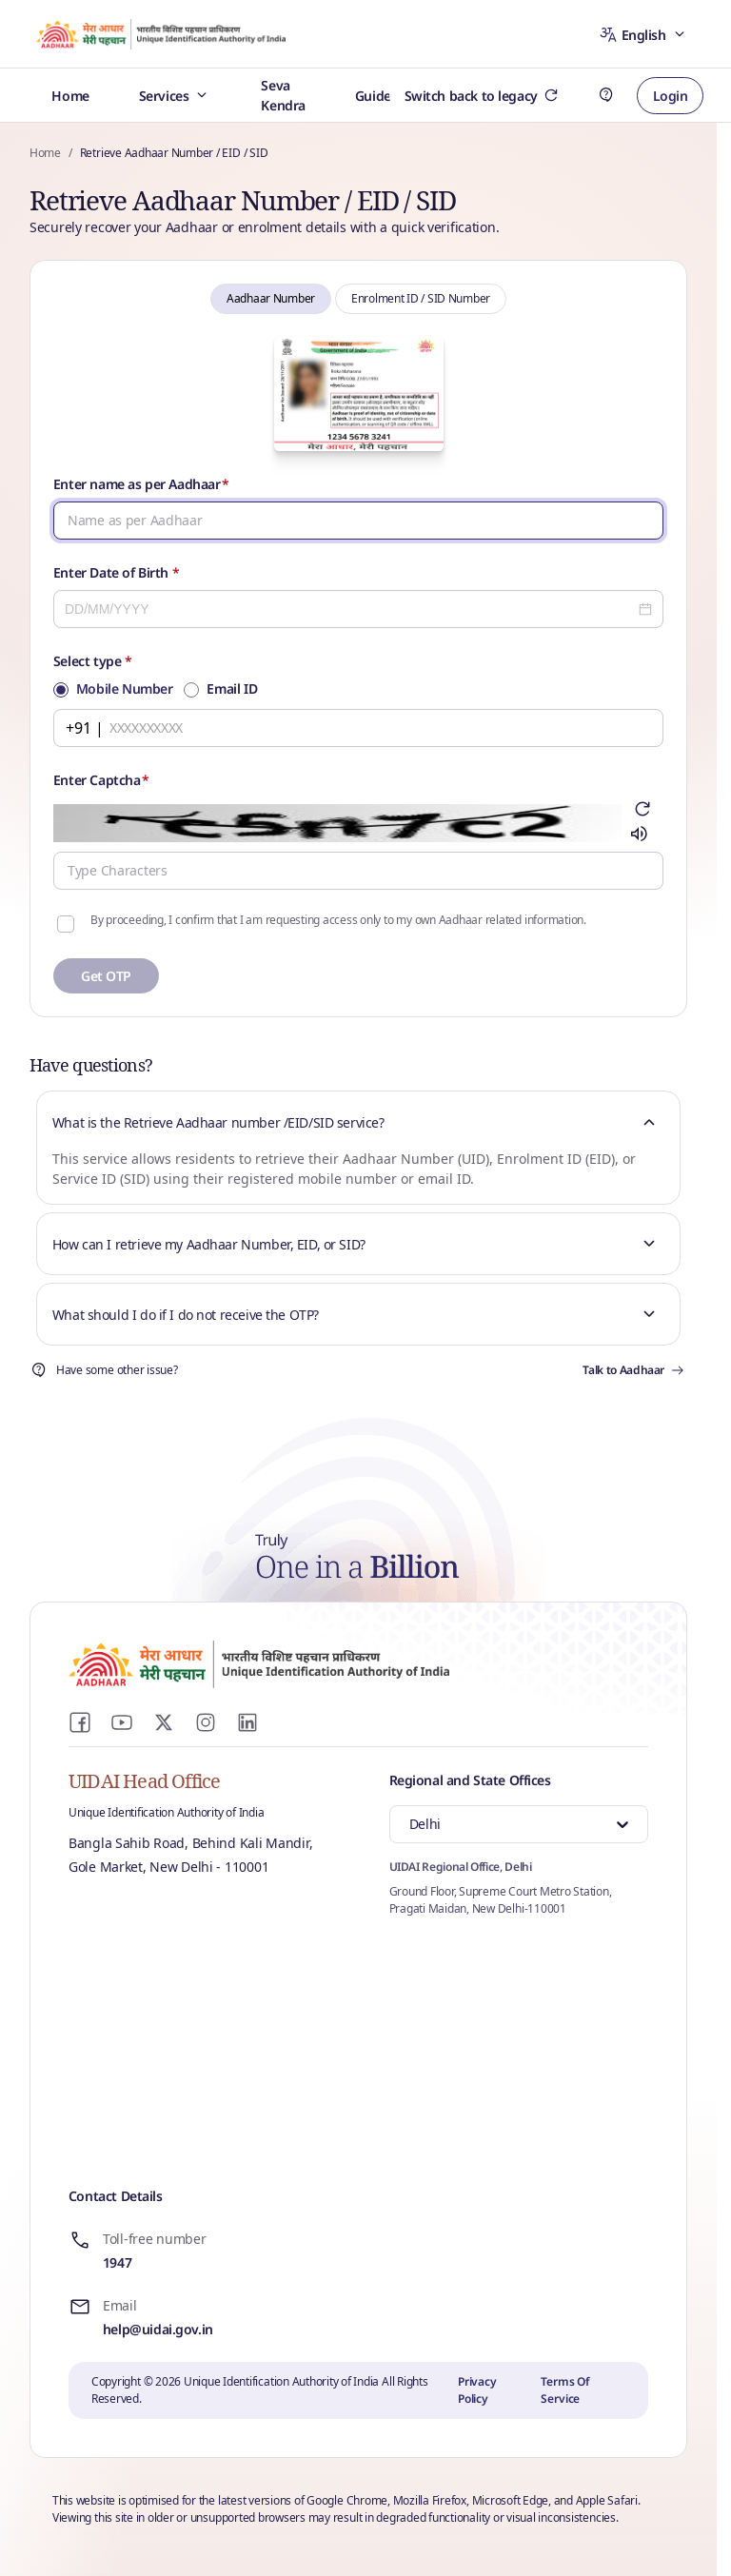 मेरा आधार
मेरी पहचान
AADHAAR
भारतीय विशिष्ट पहचान प्राधिकरण
Unique Identification Authority of India
English
Home
Services
Seva
Kendra
Guide
Switch back to legacy
Login
Home / Retrieve Aadhaar Number / EID / SID
Retrieve Aadhaar Number / EID / SID
Securely recover your Aadhaar or enrolment details with a quick verification.
Aadhaar Number
Enrolment ID / SID Number
भारत सरकार
Government of India
1234 5678 3241
मेरा आधार, मेरी पहचान
Enter name as per Aadhaar*
Name as per Aadhaar
Enter Date of Birth *
DD/MM/YYYY
Select type *
Mobile Number
Email ID
+91 | XXXXXXXXXX
Enter Captcha*
c5n7c2
Type Characters
By proceeding, I confirm that I am requesting access only to my own Aadhaar related information.
Get OTP
Have questions?
What is the Retrieve Aadhaar number /EID/SID service?
This service allows residents to retrieve their Aadhaar Number (UID), Enrolment ID (EID), or
Service ID (SID) using their registered mobile number or email ID.
How can I retrieve my Aadhaar Number, EID, or SID?
What should I do if I do not receive the OTP?
Have some other issue?
Talk to Aadhaar
Truly
One in a Billion
मेरा आधार
मेरी पहचान
AADHAAR
भारतीय विशिष्ट पहचान प्राधिकरण
Unique Identification Authority of India
UIDAI Head Office
Unique Identification Authority of India
Bangla Sahib Road, Behind Kali Mandir,
Gole Market, New Delhi - 110001
Regional and State Offices
Delhi
UIDAI Regional Office, Delhi
Ground Floor, Supreme Court Metro Station,
Pragati Maidan, New Delhi-110001
Contact Details
Toll-free number
1947
Email
help@uidai.gov.in
Copyright © 2026 Unique Identification Authority of India All Rights
Reserved.
Privacy
Policy
Terms Of
Service
This website is optimised for the latest versions of Google Chrome, Mozilla Firefox, Microsoft Edge, and Apple Safari.
Viewing this site in older or unsupported browsers may result in degraded functionality or visual inconsistencies.